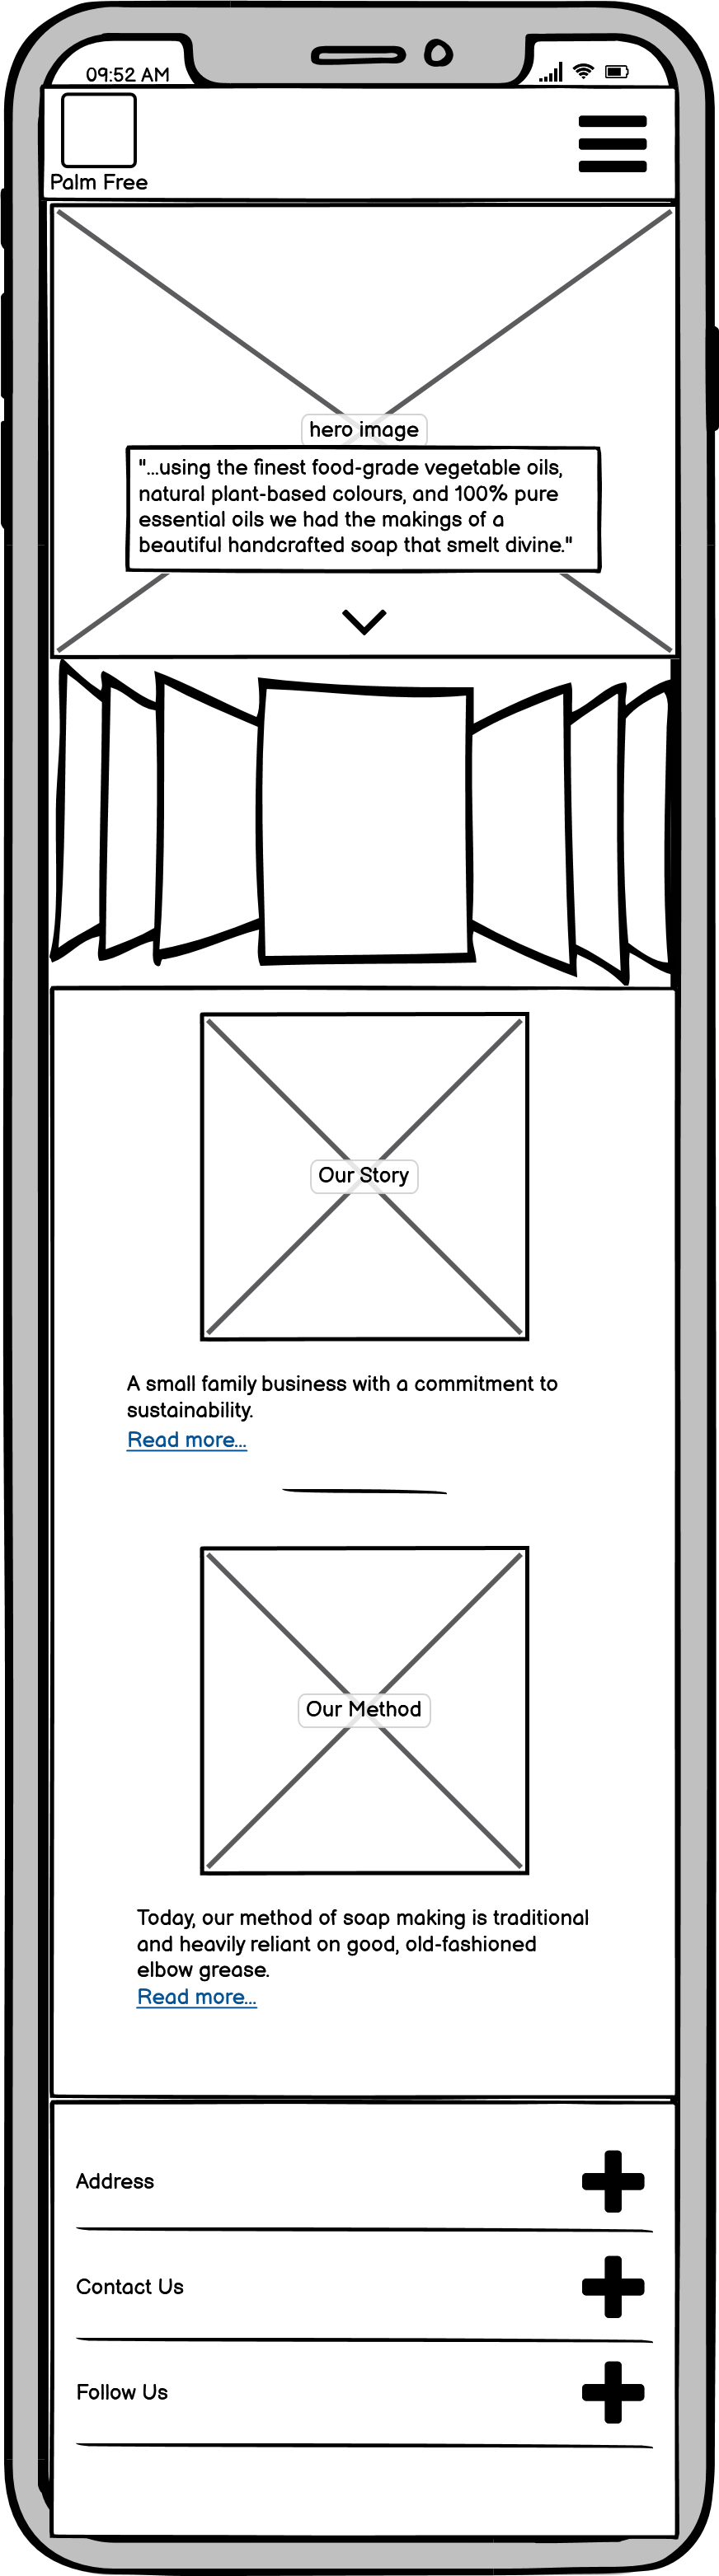 09:52 AM
Palm Free
hero image
"...using the finest food-grade vegetable oils,
natural plant-based colours, and 100% pure
essential oils we had the makings of a
beautiful handcrafted soap that smelt divine."
Our Story
A small family business with a commitment to
sustainability.
Read more...
Our Method
Today, our method of soap making is traditional
and heavily reliant on good, old-fashioned
elbow grease.
Read more...
Address
Contact Us
Follow Us